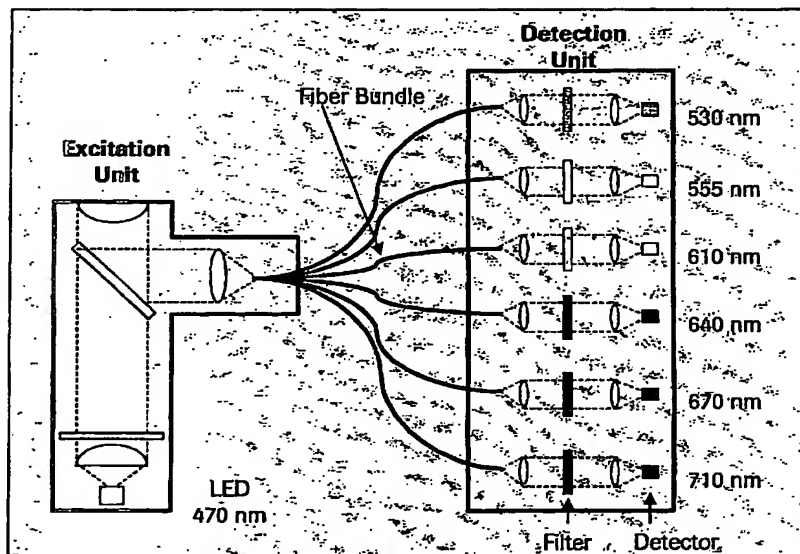 Detection
Unit
Fiber Bundle
530 nm
Excitation
Unit
555 nm
610 nm
640 nm
670 nm
LED
470 nm
710 nm
Filter
Detector